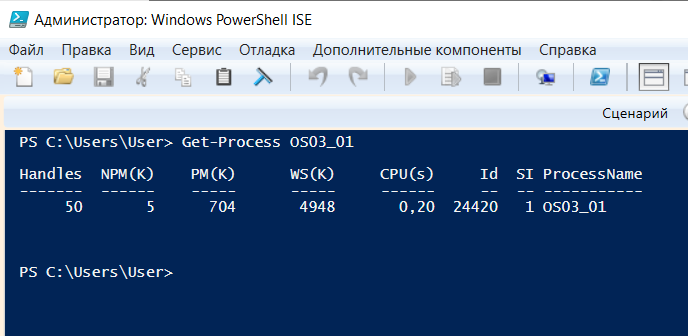 Администратор: Windows PowerShell ISE
Файл Правка Вид Сервис Отладка Дополнительные компоненты Справка
Сценарий
PS C:\Users\User> Get-Process OS03_01
Handles NPM(K) PM(K) WS(K) CPU(s) Id SI ProcessName
------- ------ ----- ----- ------ -- -- -----------
50 5 704 4948 0,20 24420 1 OS03_01
PS C:\Users\User>